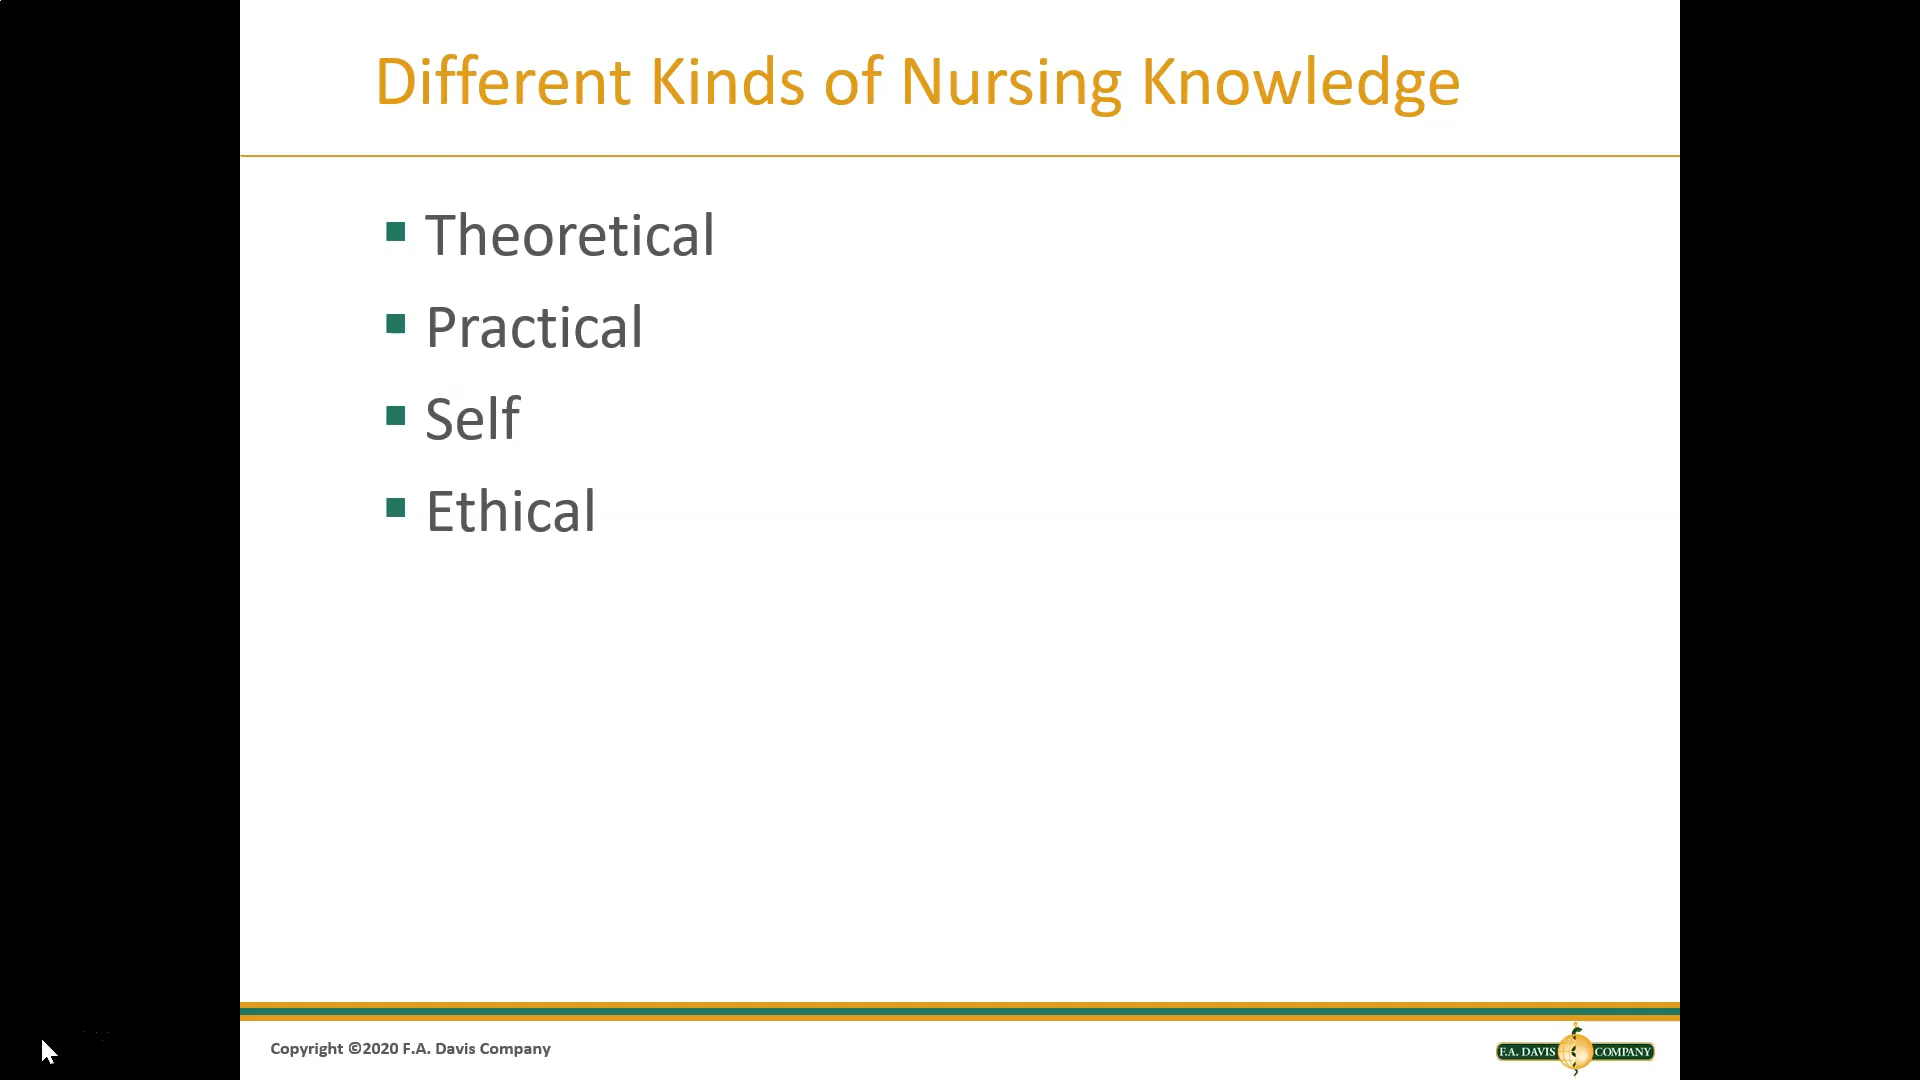 Different Kinds of Nursing Knowledge
Theoretical
Practical
Self
Ethical
Copyright ©2020 F.A. Davis Company
F.A. DAVIS COMPANY